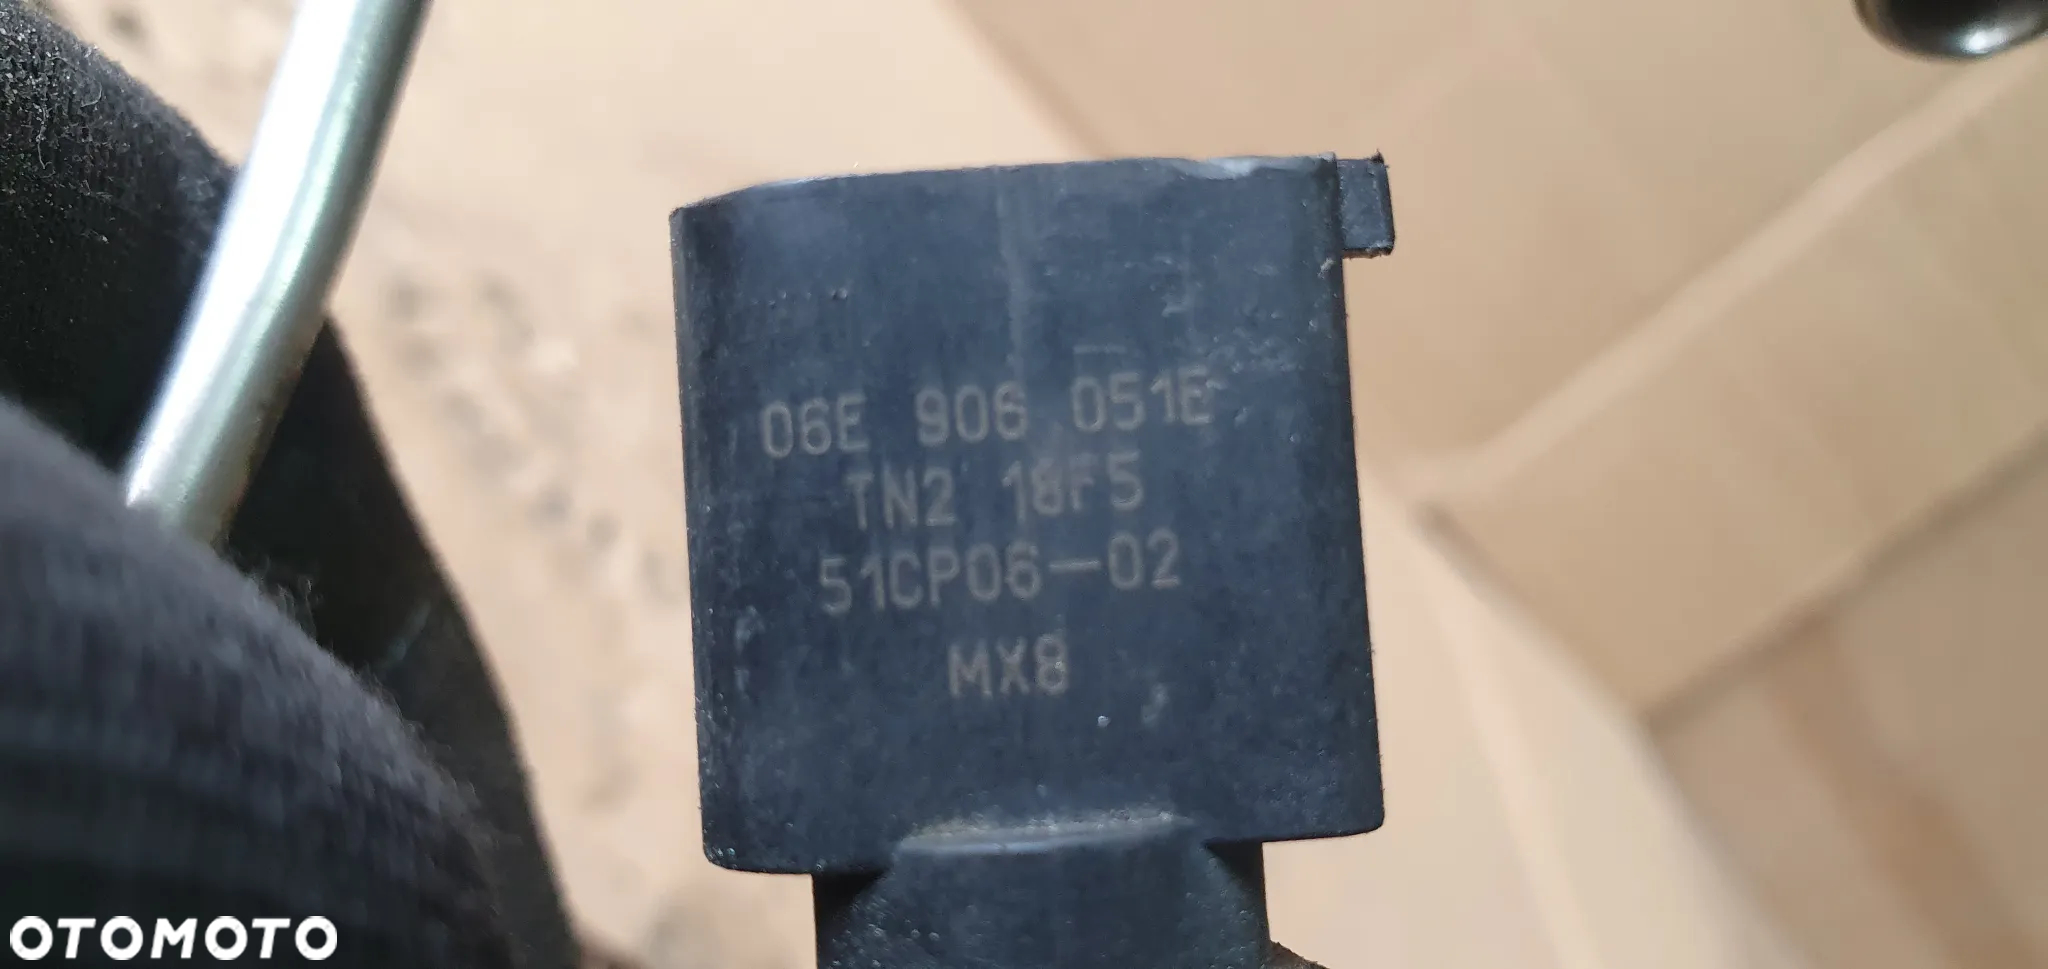 06E 906 051E
TN2 18F5
51CP06-02
MX8
OTOMOTO